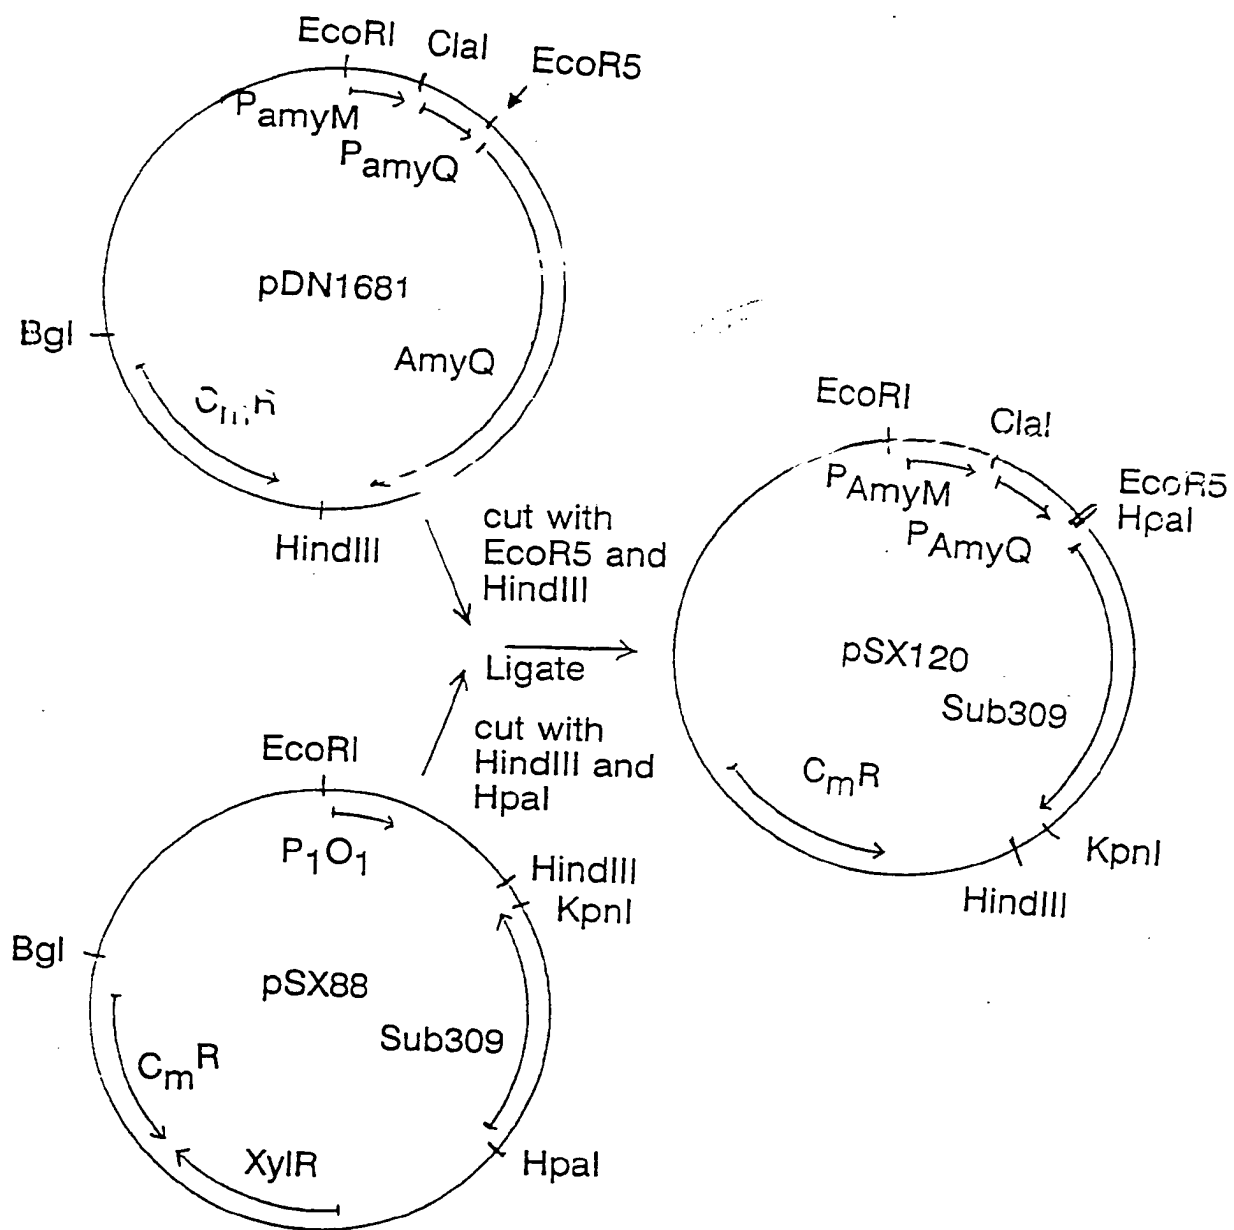 EcoRI
ClaI
EcoR5
PamyM
PamyQ
pDN1681
BgI
AmyQ
CmR
HindIII
cut with
EcoR5 and
HindIII
Ligate
cut with
HindIII and
HpaI
EcoRI
ClaI
EcoR5
HpaI
PAmyM
PAmyQ
pSX120
Sub309
CmR
KpnI
HindIII
EcoRI
P1O1
HindIII
KpnI
BgI
pSX88
Sub309
CmR
XylR
HpaI